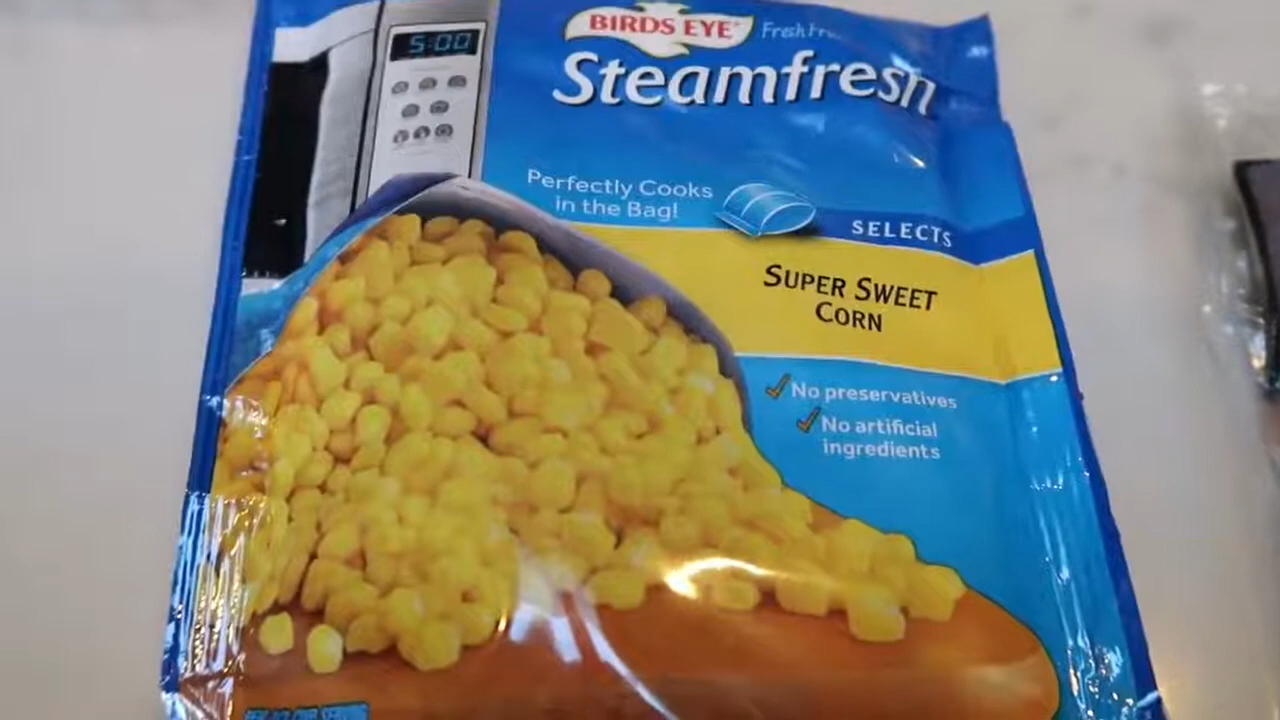 5:00
BIRDS EYE
Steamfresh
Perfectly Cooks
in the Bag!
SELECTS
SUPER SWEET
CORN
No preservatives
No artificial
ingredients